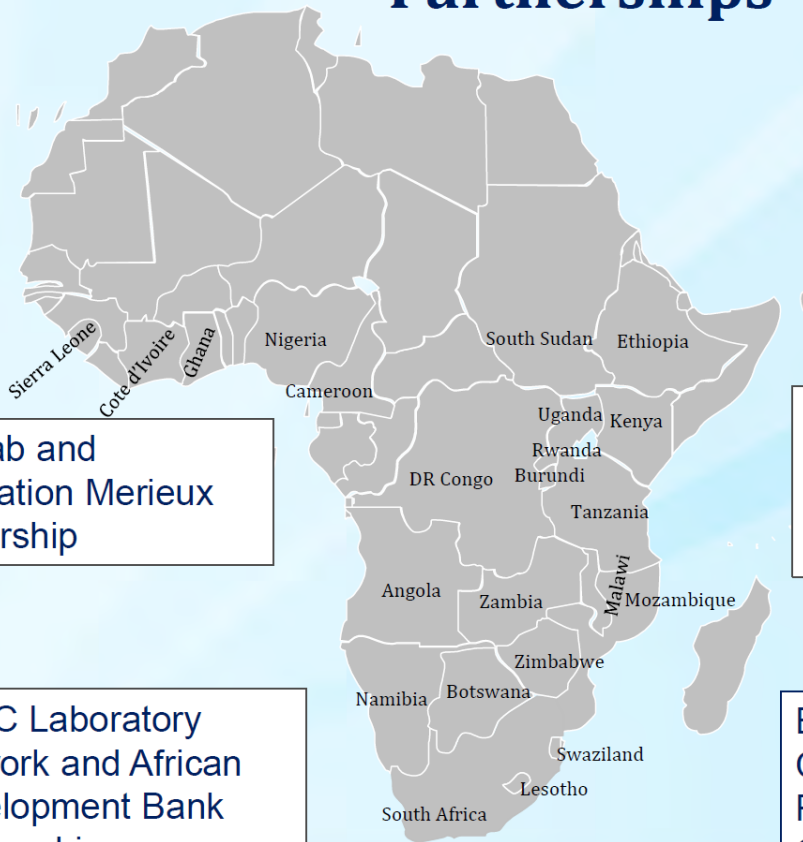 Partnerships
Sierra Leone
Cote d'Ivoire
Ghana
Nigeria
Cameroon
South Sudan
Ethiopia
Uganda
Kenya
Rwanda
Burundi
DR Congo
Tanzania
Angola
Zambia
Malawi
Mozambique
Zimbabwe
Namibia
Botswana
Swaziland
Lesotho
South Africa
ab and
ation Merieux
rship
C Laboratory
ork and African
elopment Bank